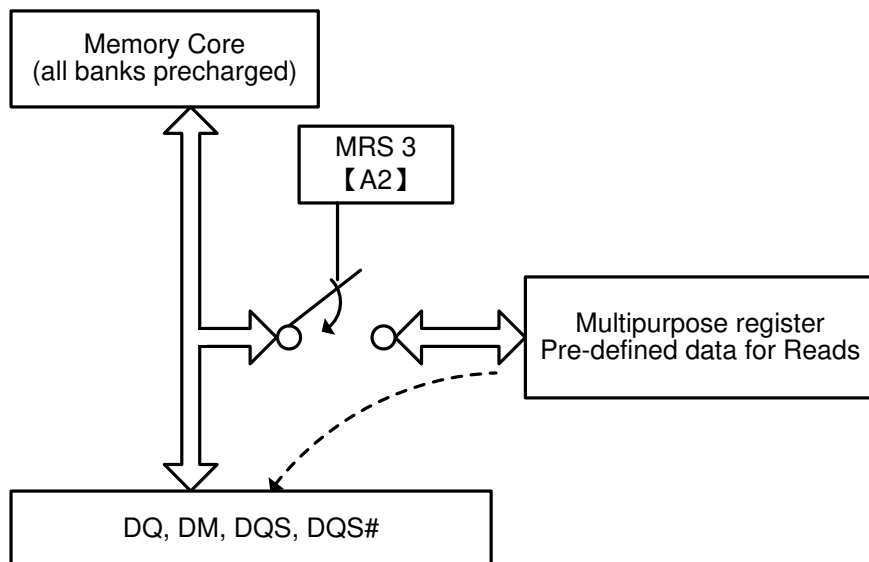 Memory Core
(all banks precharged)
MRS 3
【A2】
Multipurpose register
Pre-defined data for Reads
DQ, DM, DQS, DQS#